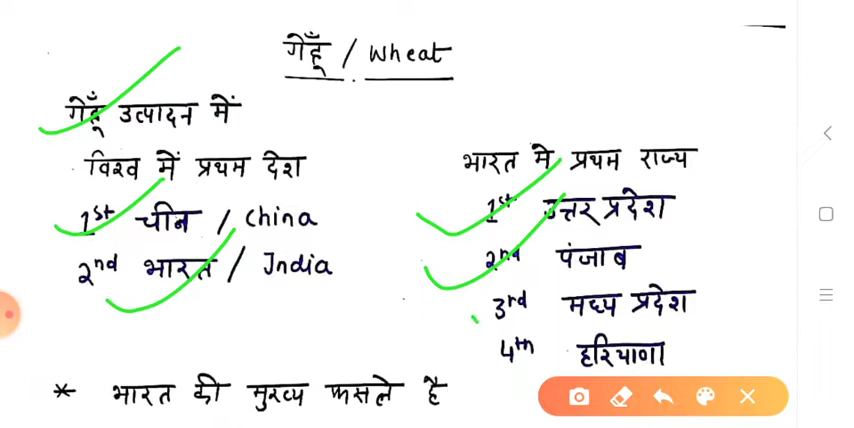 गेहूँ / Wheat
गेहूँ उत्पादन में
विश्व में प्रथम देश
1st चीन / China
2nd भारत / India
भारत मे प्रथम राज्य
1st उत्तर प्रदेश
2nd पंजाब
3rd मध्य प्रदेश
4th हरियाणा
* भारत की मुख्य फसले है